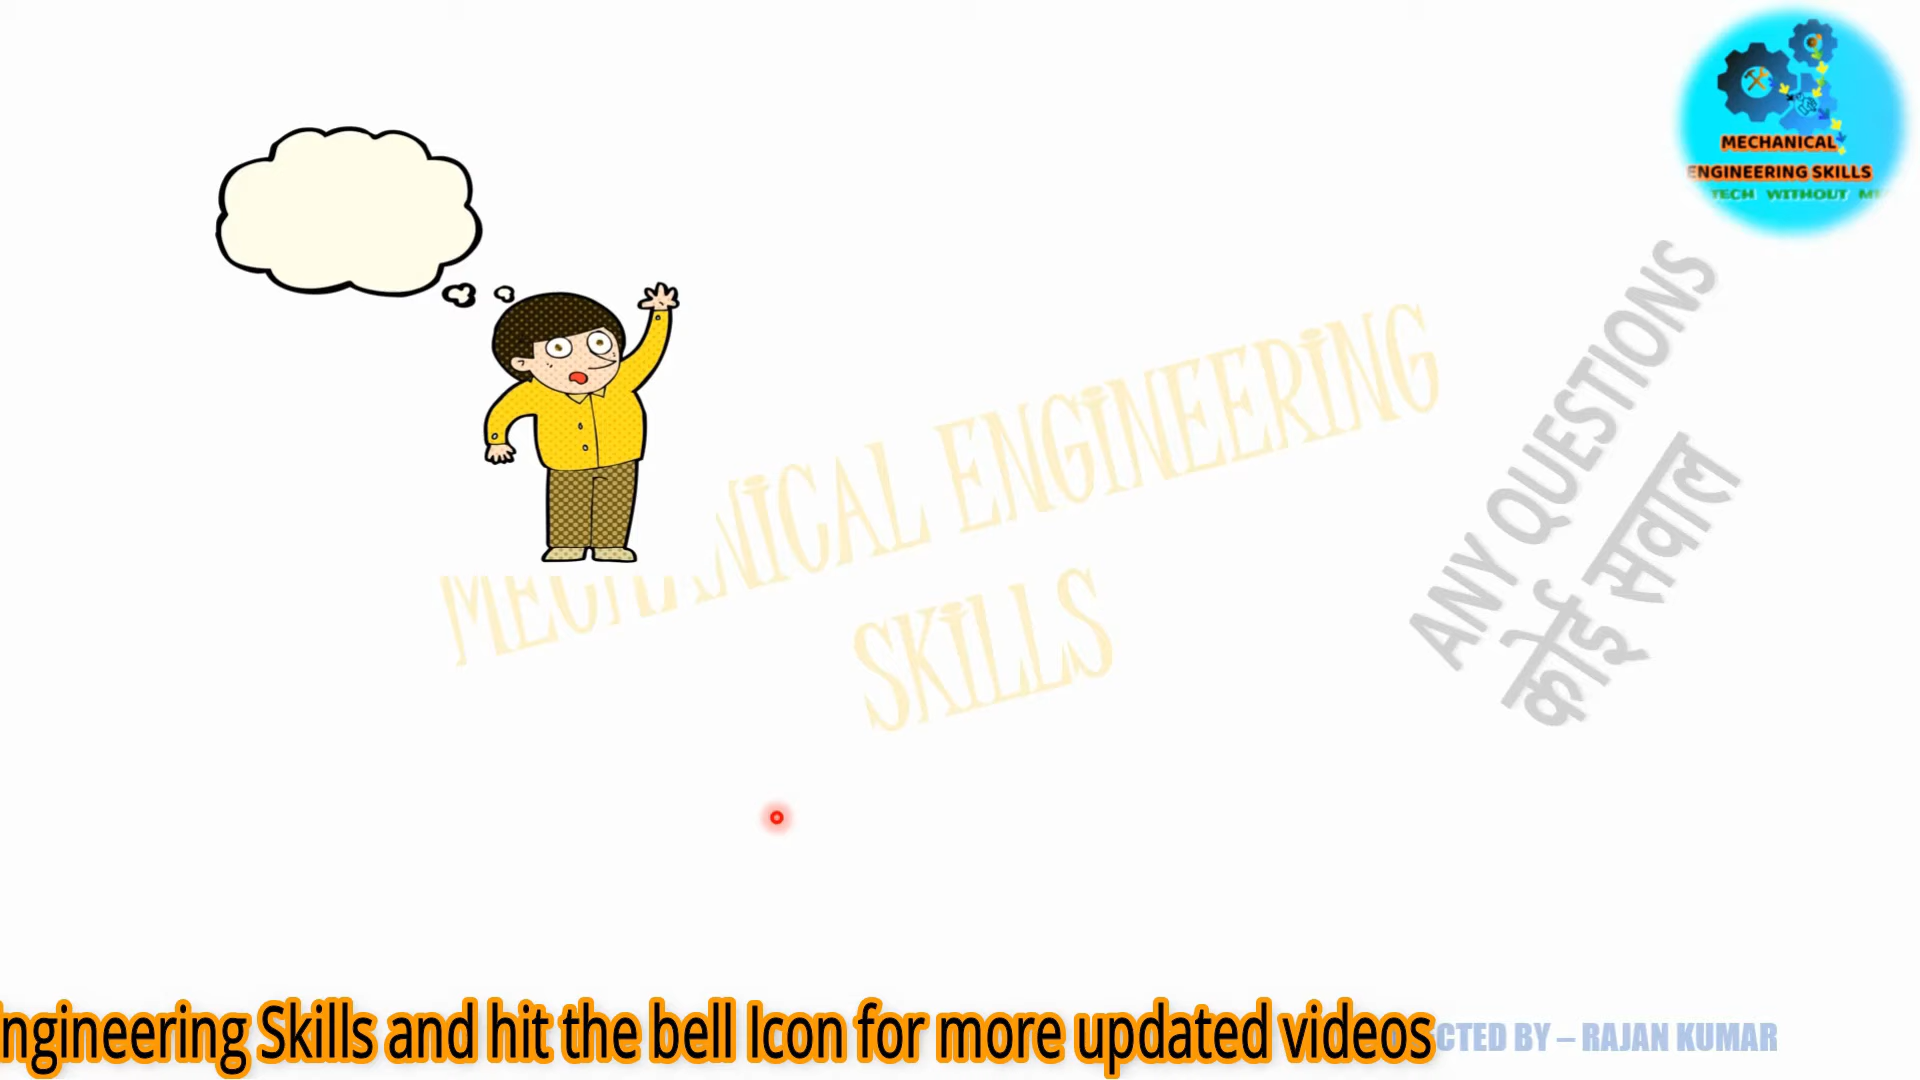 MECHANICAL
ENGINEERING SKILLS
TECH WITHOUT
MECHANICAL ENGINEERING
SKILLS
ANY QUESTIONS
कोई सवाल
ngineering Skills and hit the bell Icon for more updated videos
CTED BY – RAJAN KUMAR